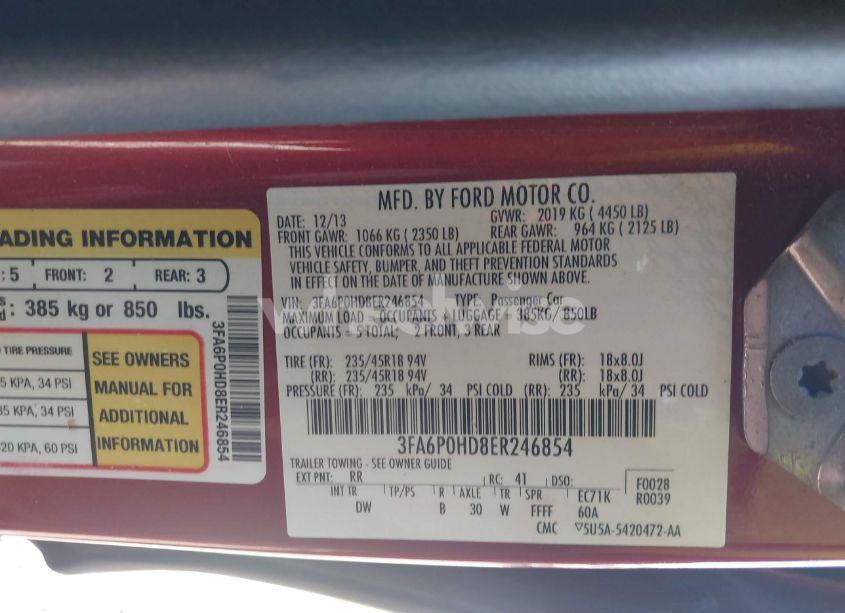 ADING INFORMATION
: 5 FRONT: 2 REAR: 3
: 385 kg or 850 lbs.
TIRE PRESSURE
5 KPA, 34 PSI
35 KPA, 34 PSI
420 KPA, 60 PSI
SEE OWNERS
MANUAL FOR
ADDITIONAL
INFORMATION
3FA6P0HD8ER246854
MFD. BY FORD MOTOR CO.
DATE: 12/13 GVWR: 2019 KG ( 4450 LB)
FRONT GAWR: 1066 KG ( 2350 LB) REAR GAWR: 964 KG ( 2125 LB)
THIS VEHICLE CONFORMS TO ALL APPLICABLE FEDERAL MOTOR
VEHICLE SAFETY, BUMPER, AND THEFT PREVENTION STANDARDS
IN EFFECT ON THE DATE OF MANUFACTURE SHOWN ABOVE.
VIN: 3FA6P0HD8ER246854 TYPE: Passenger Car
MAXIMUM LOAD = OCCUPANTS + LUGGAGE = 385KG/ 850LB
OCCUPANTS = 5 TOTAL; 2 FRONT, 3 REAR
TIRE (FR): 235/45R18 94V RIMS (FR): 18x8.0J
(RR): 235/45R18 94V (RR): 18x8.0J
PRESSURE (FR): 235 kPa/ 34 PSI COLD (RR): 235 kPa/ 34 PSI COLD
3FA6P0HD8ER246854
TRAILER TOWING - SEE OWNER GUIDE
EXT PNT: RR RC: 41 DSO: F0028
INT TR TP/PS R AXLE TR SPR EC71K R0039
DW B 30 W FFFF 60A
CMC 5U5A-5420472-AA